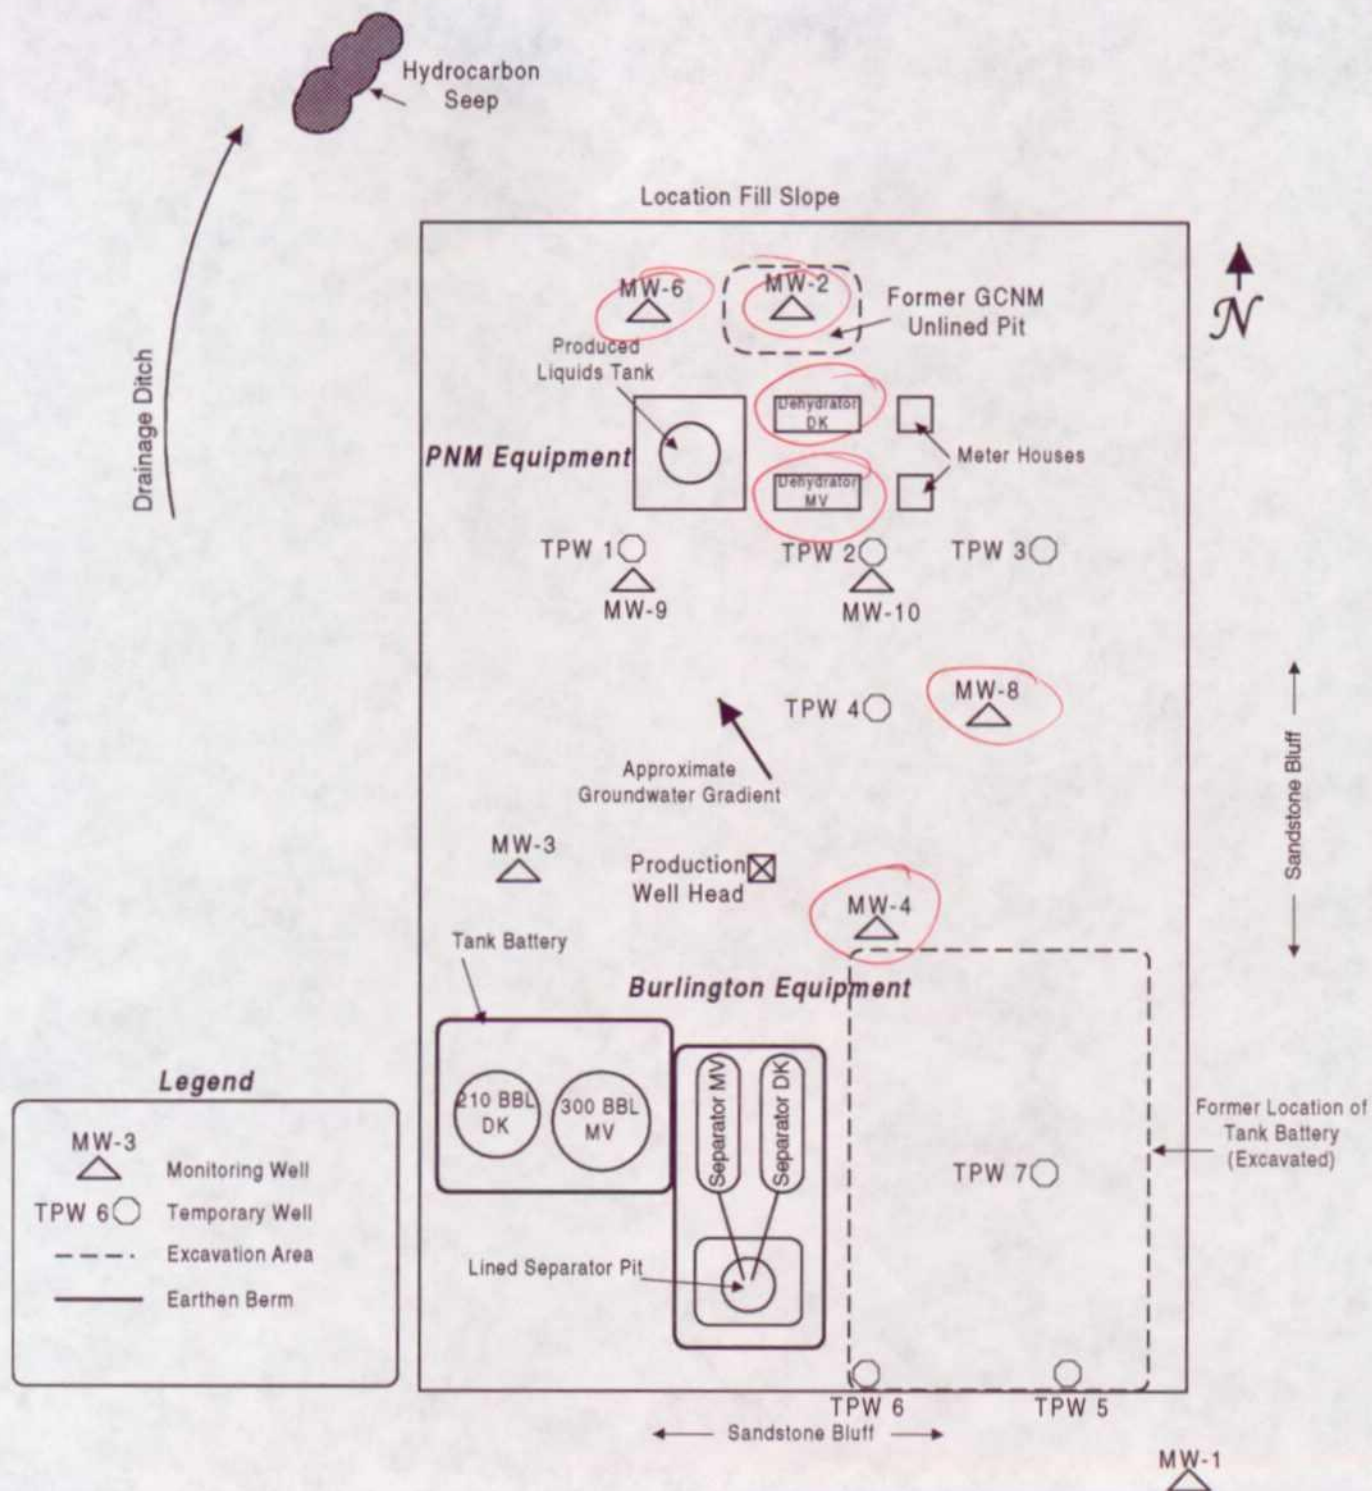 Hydrocarbon
Seep
Location Fill Slope
MW-6
MW-2
Former GCNM
Unlined Pit
N
Produced
Liquids Tank
Dehydrator
DK
Drainage Ditch
PNM Equipment
Meter Houses
Dehydrator
MV
TPW 1
TPW 2
TPW 3
MW-9
MW-10
MW-8
TPW 4
Approximate
Groundwater Gradient
Sandstone Bluff
MW-3
Production
Well Head
MW-4
Tank Battery
Burlington Equipment
Legend
210 BBL
DK
300 BBL
MV
Separator MV
Separator DK
Former Location of
Tank Battery
(Excavated)
MW-3
Monitoring Well
TPW 6
Temporary Well
Excavation Area
Earthen Berm
TPW 7
Lined Separator Pit
TPW 6
TPW 5
Sandstone Bluff
MW-1